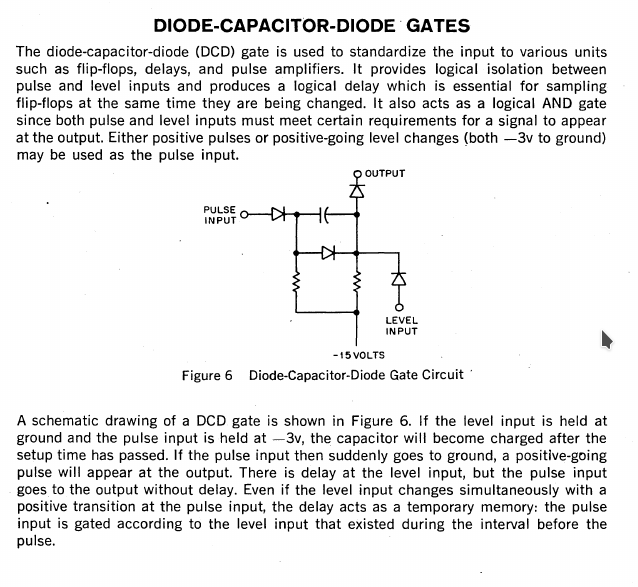 DIODE-CAPACITOR-DIODE GATES
The diode-capacitor-diode (DCD) gate is used to standardize the input to various units
such as flip-flops, delays, and pulse amplifiers. It provides logical isolation between
pulse and level inputs and produces a logical delay which is essential for sampling
flip-flops at the same time they are being changed. It also acts as a logical AND gate
since both pulse and level inputs must meet certain requirements for a signal to appear
at the output. Either positive pulses or positive-going level changes (both —3v to ground)
may be used as the pulse input.
OUTPUT
PULSE
INPUT
LEVEL
INPUT
-15 VOLTS
Figure 6 Diode-Capacitor-Diode Gate Circuit
A schematic drawing of a DCD gate is shown in Figure 6. If the level input is held at
ground and the pulse input is held at —3v, the capacitor will become charged after the
setup time has passed. If the pulse input then suddenly goes to ground, a positive-going
pulse will appear at the output. There is delay at the level input, but the pulse input
goes to the output without delay. Even if the level input changes simultaneously with a
positive transition at the pulse input, the delay acts as a temporary memory: the pulse
input is gated according to the level input that existed during the interval before the
pulse.